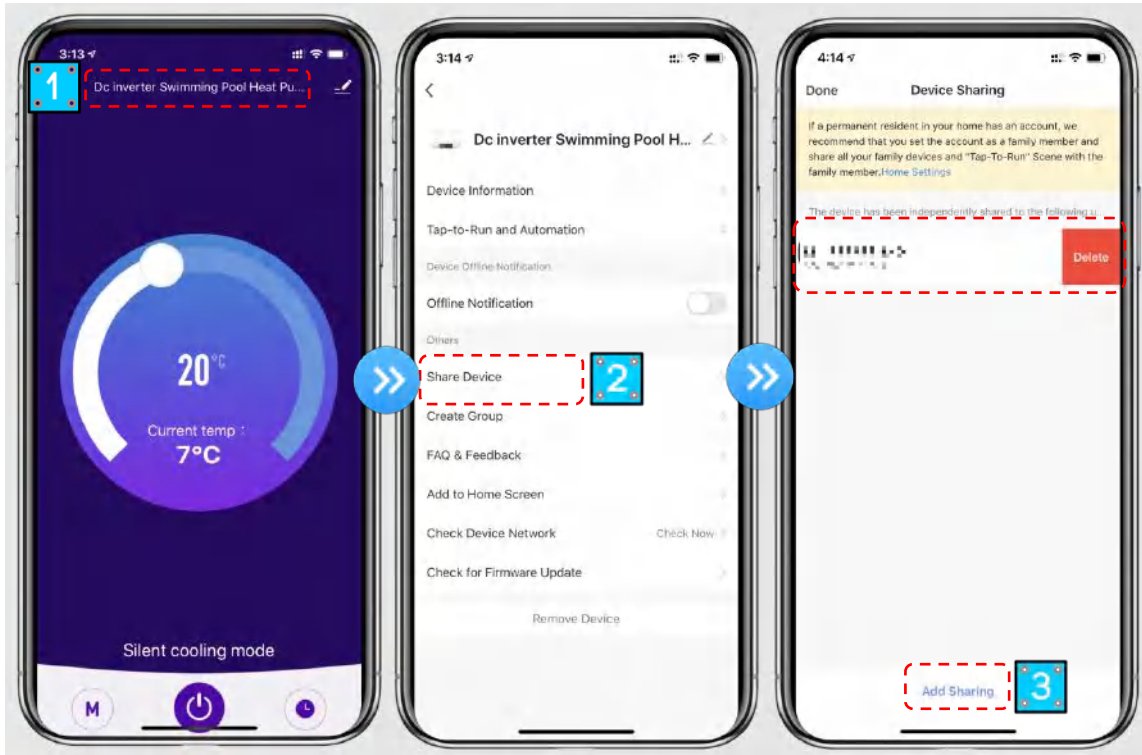 3:13
1
Dc inverter Swimming Pool Heat Pu...
20°C
Current temp :
7°C
Silent cooling mode
M
3:14
Dc inverter Swimming Pool H...
Device Information
Tap-to-Run and Automation
Device Offline Notification
Offline Notification
Others
Share Device
2
Create Group
FAQ & Feedback
Add to Home Screen
Check Device Network Check Now
Check for Firmware Update
Remove Device
4:14
Done Device Sharing
If a permanent resident in your home has an account, we
recommend that you set the account as a family member and
share all your family devices and "Tap-To-Run" Scene with the
family member.Home Settings
The device has been independently shared to the following u...
Delete
Add Sharing
3